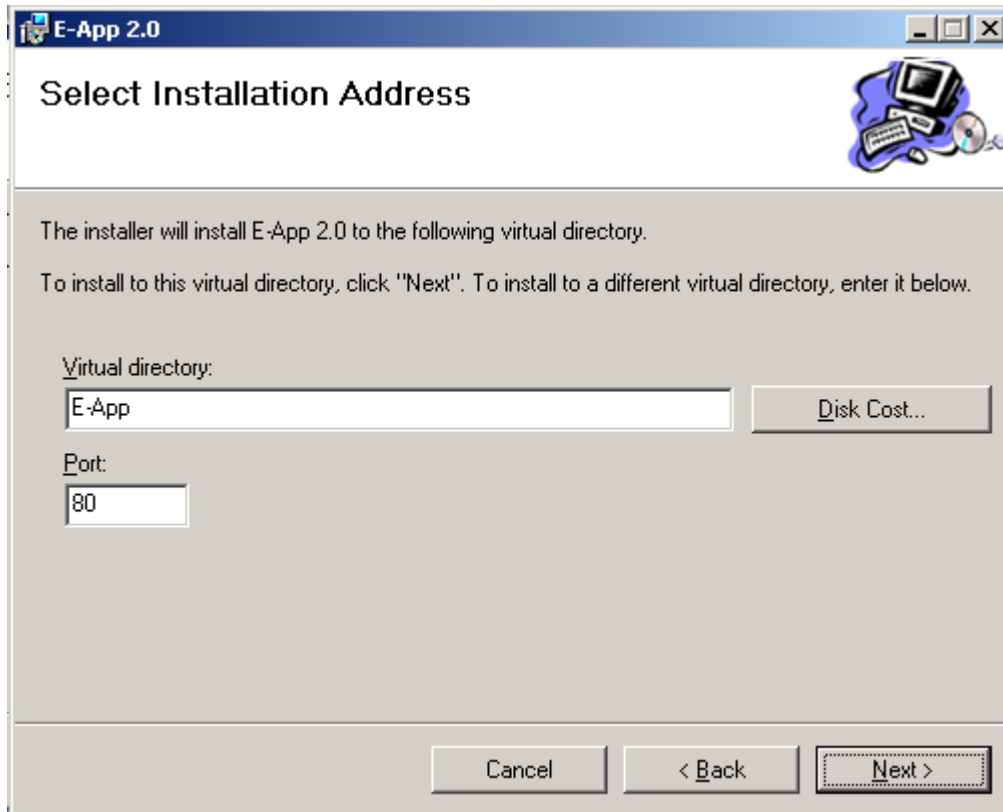 E-App 2.0
Select Installation Address
The installer will install E-App 2.0 to the following virtual directory.
To install to this virtual directory, click "Next". To install to a different virtual directory, enter it below.
Virtual directory:
E-App
Disk Cost...
Port:
80
Cancel
< Back
Next >